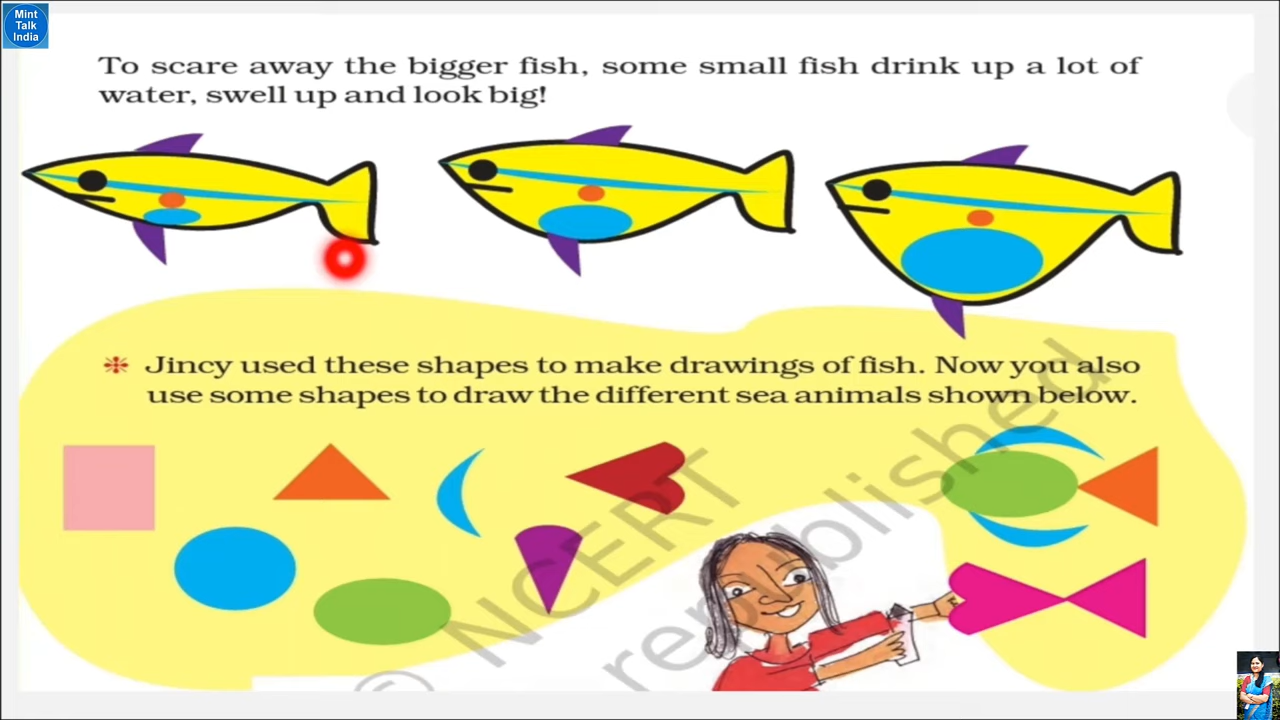 Mint
Talk
India
To scare away the bigger fish, some small fish drink up a lot of
water, swell up and look big!
Jincy used these shapes to make drawings of fish. Now you also
use some shapes to draw the different sea animals shown below.
© NCERT
republished